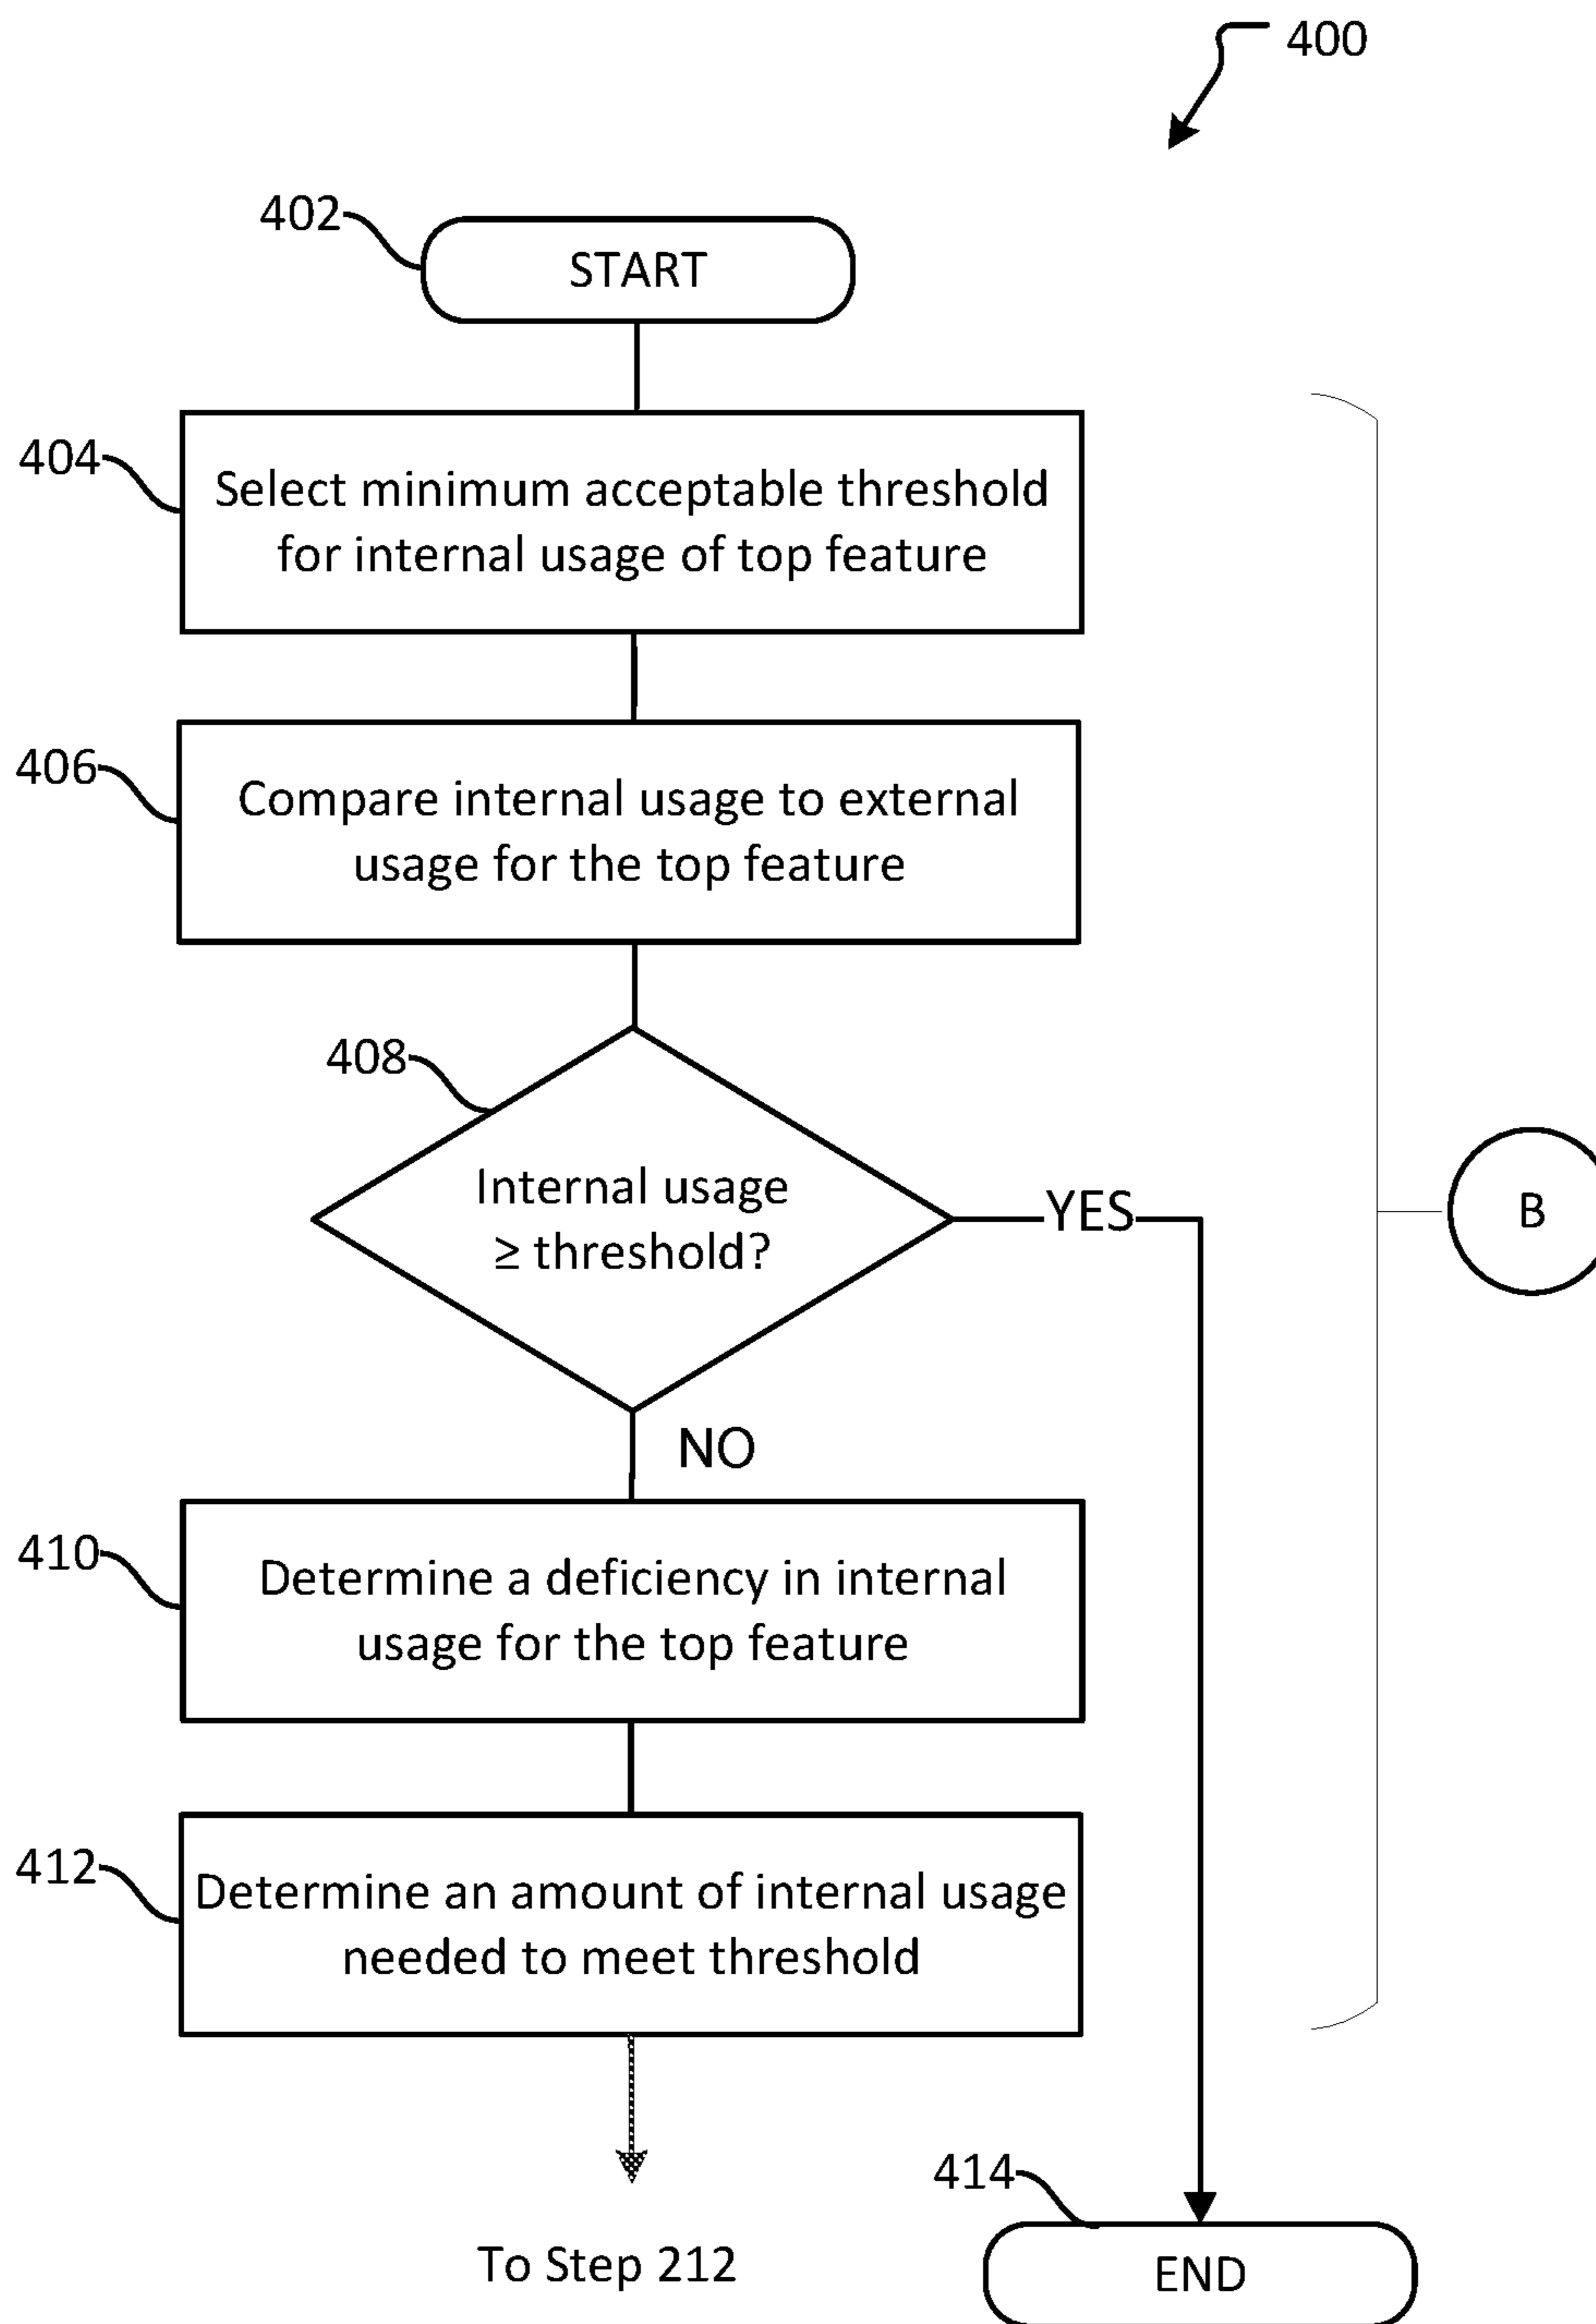 400
402
START
404
Select minimum acceptable threshold
for internal usage of top feature
406
Compare internal usage to external
usage for the top feature
408
Internal usage
≥ threshold?
YES
B
NO
410
Determine a deficiency in internal
usage for the top feature
412
Determine an amount of internal usage
needed to meet threshold
414
To Step 212
END